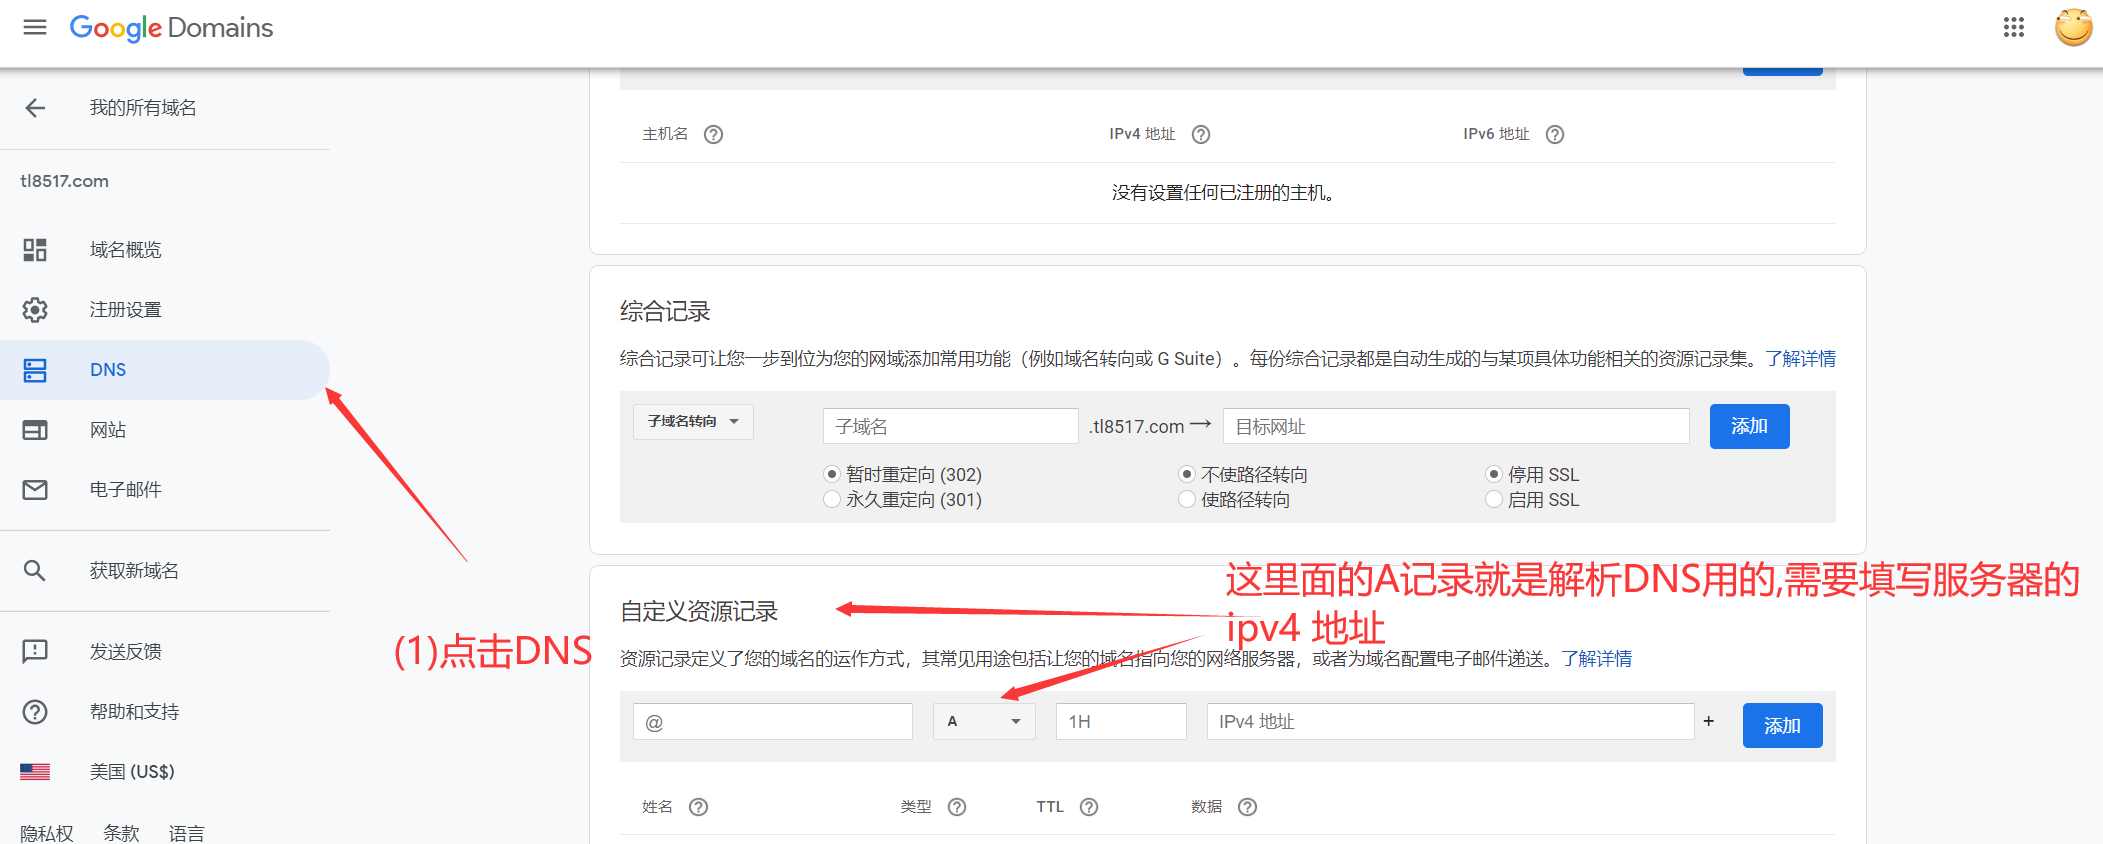 Google Domains
我的所有域名
tl8517.com
域名概览
注册设置
DNS
网站
电子邮件
获取新域名
发送反馈
帮助和支持
美国 (US$)
隐私权 条款 语言
主机名 IPv4 地址 IPv6 地址
没有设置任何已注册的主机。
综合记录
综合记录可让您一步到位为您的网域添加常用功能（例如域名转向或 G Suite）。每份综合记录都是自动生成的与某项具体功能相关的资源记录集。了解详情
子域名转向 子域名 .tl8517.com → 目标网址 添加
暂时重定向 (302) 不使路径转向 停用 SSL
永久重定向 (301) 使路径转向 启用 SSL
这里面的A记录就是解析DNS用的,需要填写服务器的
ipv4 地址
自定义资源记录
(1)点击DNS
资源记录定义了您的域名的运作方式，其常见用途包括让您的域名指向您的网络服务器，或者为域名配置电子邮件递送。了解详情
@ A 1H IPv4 地址 + 添加
姓名 类型 TTL 数据